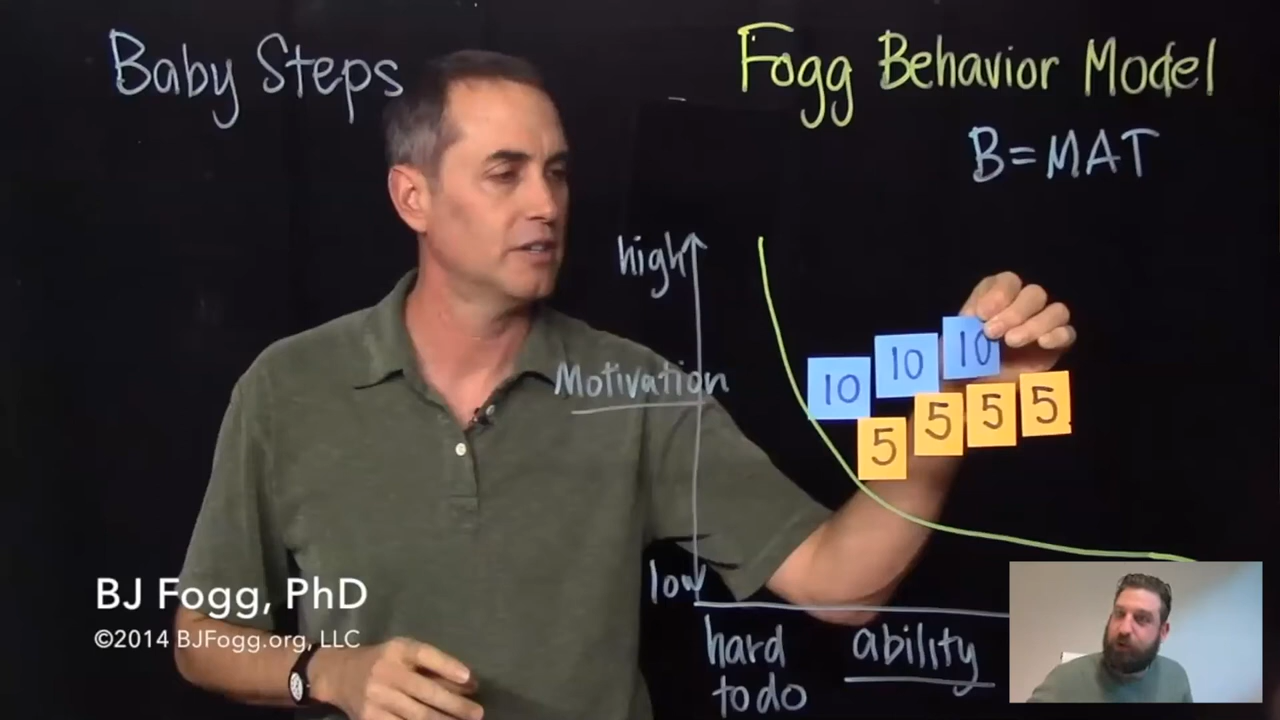 Baby Steps
Fogg Behavior Model
B=MAT
high
Motivation
10 10 10
5 5 5 5
low
hard
to do
ability
BJ Fogg, PhD
©2014 BJFogg.org, LLC